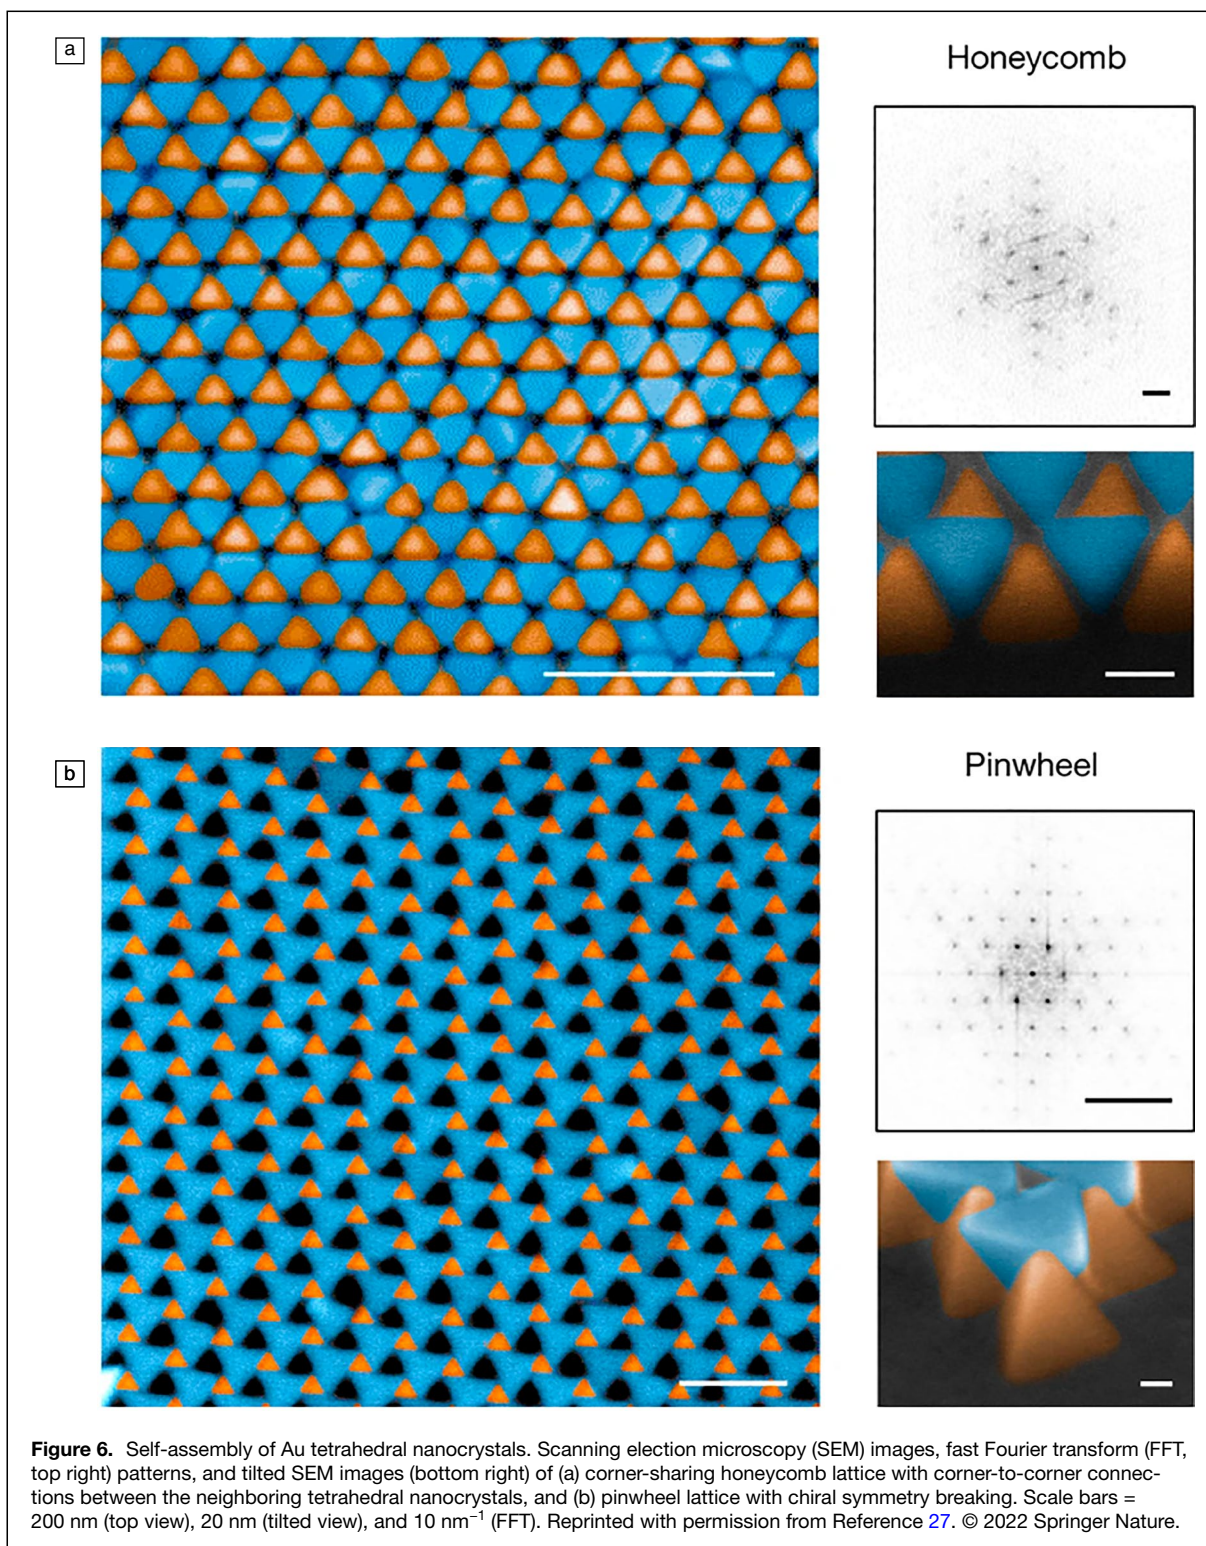 a
Honeycomb
b
Pinwheel
Figure 6. Self-assembly of Au tetrahedral nanocrystals. Scanning election microscopy (SEM) images, fast Fourier transform (FFT,
top right) patterns, and tilted SEM images (bottom right) of (a) corner-sharing honeycomb lattice with corner-to-corner connec-
tions between the neighboring tetrahedral nanocrystals, and (b) pinwheel lattice with chiral symmetry breaking. Scale bars =
200 nm (top view), 20 nm (tilted view), and 10 nm⁻¹ (FFT). Reprinted with permission from Reference 27. © 2022 Springer Nature.